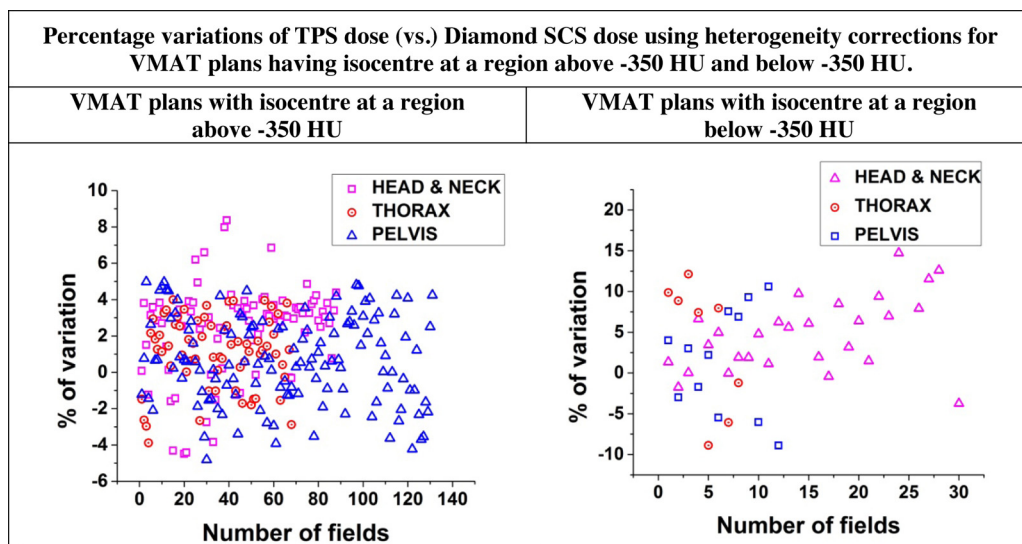 Percentage variations of TPS dose (vs.) Diamond SCS dose using heterogeneity corrections for
VMAT plans having isocentre at a region above -350 HU and below -350 HU.
VMAT plans with isocentre at a region
above -350 HU
VMAT plans with isocentre at a region
below -350 HU
HEAD & NECK
THORAX
PELVIS
% of variation
10
8
6
4
2
0
-2
-4
-6
0 20 40 60 80 100 120 140
Number of fields
HEAD & NECK
THORAX
PELVIS
% of variation
20
15
10
5
0
-5
-10
0 5 10 15 20 25 30
Number of fields